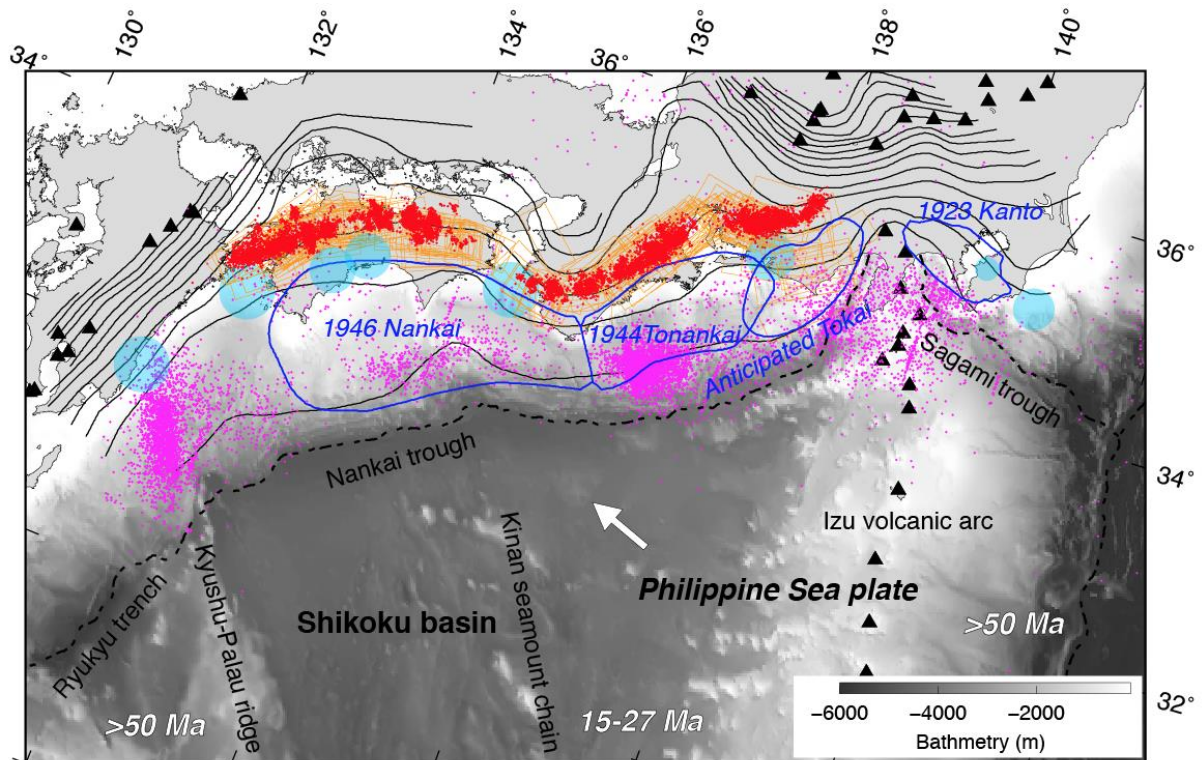 130°
132°
134°
136°
138°
140°
34°
36°
1923 Kanto
36°
1946 Nankai
1944Tonankai
Anticipated Tokai
Sagami trough
Nankai trough
34°
Izu volcanic arc
Kinan seamount chain
Kyushu-Palau ridge
Ryukyu trench
Philippine Sea plate
Shikoku basin
>50 Ma
>50 Ma
15-27 Ma
32°
−6000 −4000 −2000
Bathmetry (m)